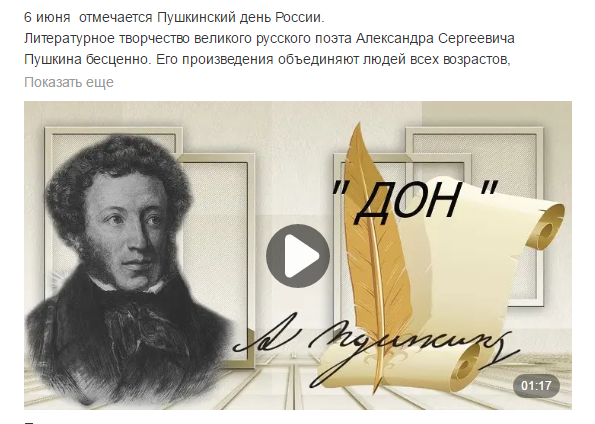 6 июня отмечается Пушкинский день России.
Литературное творчество великого русского поэта Александра Сергеевича
Пушкина бесценно. Его произведения объединяют людей всех возрастов,
Показать еще
" ДОН "
А Пушкинъ
01:17